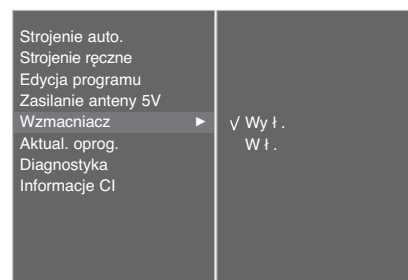 Strojenie auto.
Strojenie ręczne
Edycja programu
Zasilanie anteny 5V
Wzmacniacz ►
Aktual. oprog.
Diagnostyka
Informacje CI
√ Wy ł .
W ł .